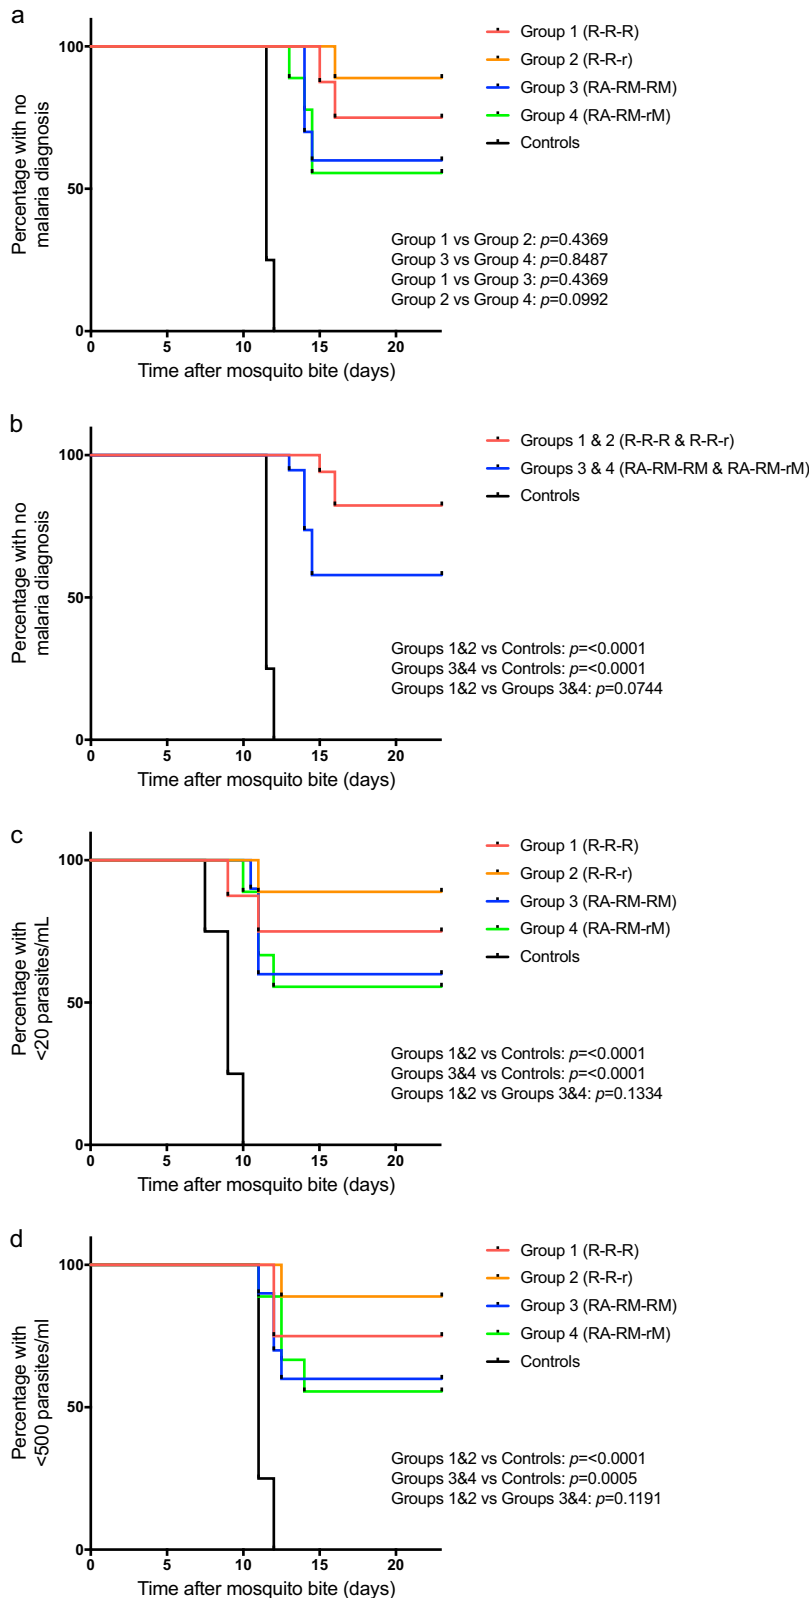 a
100
50
0
0
5
10
15
20
Percentage with no
malaria diagnosis
Time after mosquito bite (days)
Group 1 (R-R-R)
Group 2 (R-R-r)
Group 3 (RA-RM-RM)
Group 4 (RA-RM-rM)
Controls
Group 1 vs Group 2: p=0.4369
Group 3 vs Group 4: p=0.8487
Group 1 vs Group 3: p=0.4369
Group 2 vs Group 4: p=0.0992
b
100
50
0
0
5
10
15
20
Percentage with no
malaria diagnosis
Time after mosquito bite (days)
Groups 1 & 2 (R-R-R & R-R-r)
Groups 3 & 4 (RA-RM-RM & RA-RM-rM)
Controls
Groups 1&2 vs Controls: p=<0.0001
Groups 3&4 vs Controls: p=<0.0001
Groups 1&2 vs Groups 3&4: p=0.0744
c
100
50
0
0
5
10
15
20
Percentage with
<20 parasites/mL
Time after mosquito bite (days)
Group 1 (R-R-R)
Group 2 (R-R-r)
Group 3 (RA-RM-RM)
Group 4 (RA-RM-rM)
Controls
Groups 1&2 vs Controls: p=<0.0001
Groups 3&4 vs Controls: p=<0.0001
Groups 1&2 vs Groups 3&4: p=0.1334
d
100
50
0
0
5
10
15
20
Percentage with
<500 parasites/ml
Time after mosquito bite (days)
Group 1 (R-R-R)
Group 2 (R-R-r)
Group 3 (RA-RM-RM)
Group 4 (RA-RM-rM)
Controls
Groups 1&2 vs Controls: p=<0.0001
Groups 3&4 vs Controls: p=0.0005
Groups 1&2 vs Groups 3&4: p=0.1191